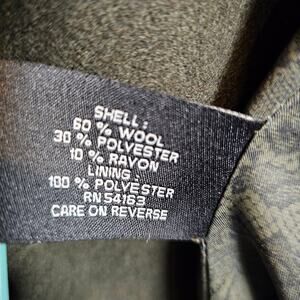 SHELL:
60 % WOOL
30 % POLYESTER
10 % RAYON
LINING:
100 % POLYESTER
RN 54163
CARE ON REVERSE